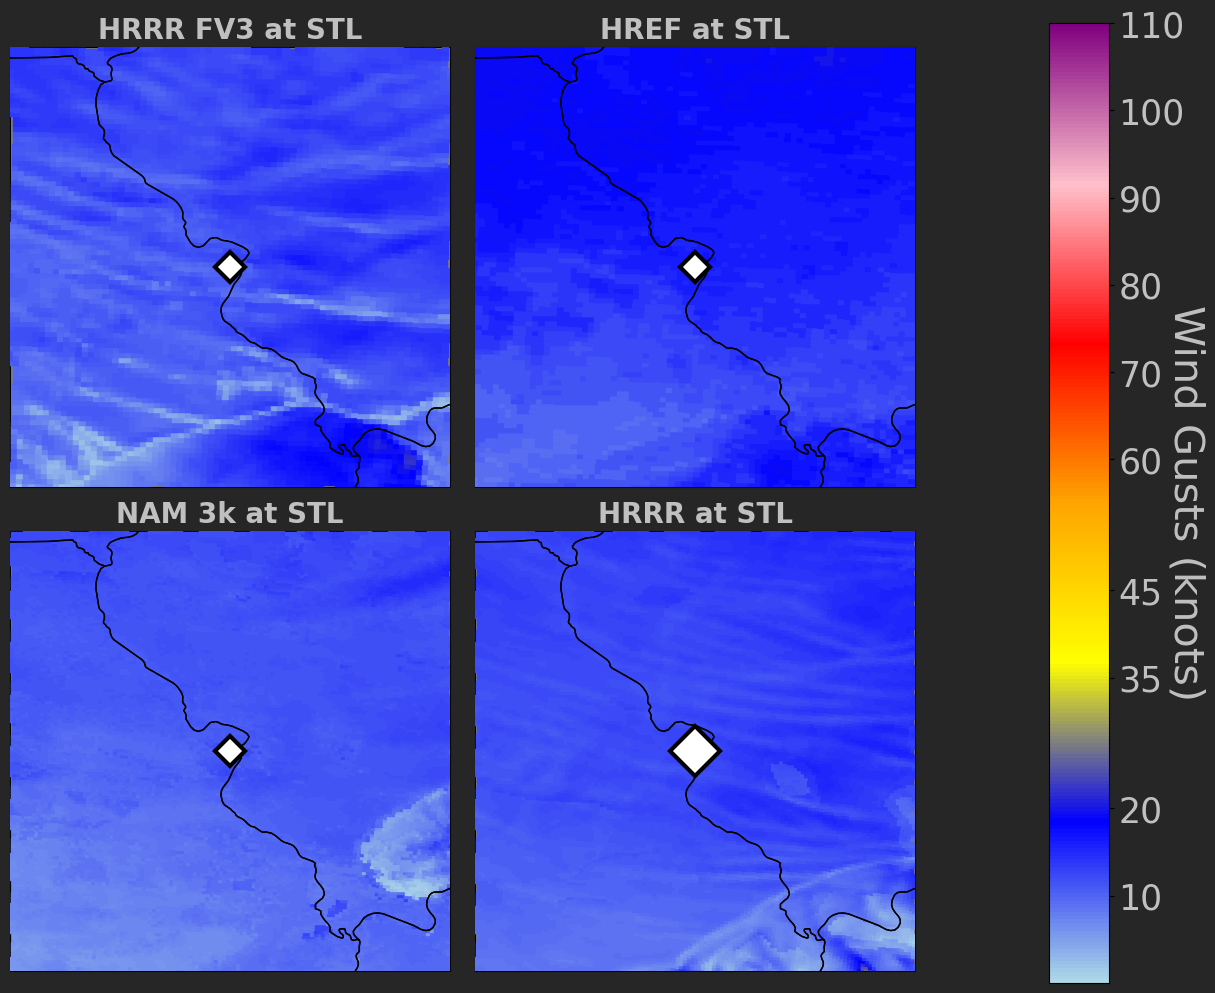 HRRR FV3 at STL
HREF at STL
NAM 3k at STL
HRRR at STL
110
100
90
80
70
60
45
35
20
10
Wind Gusts (knots)